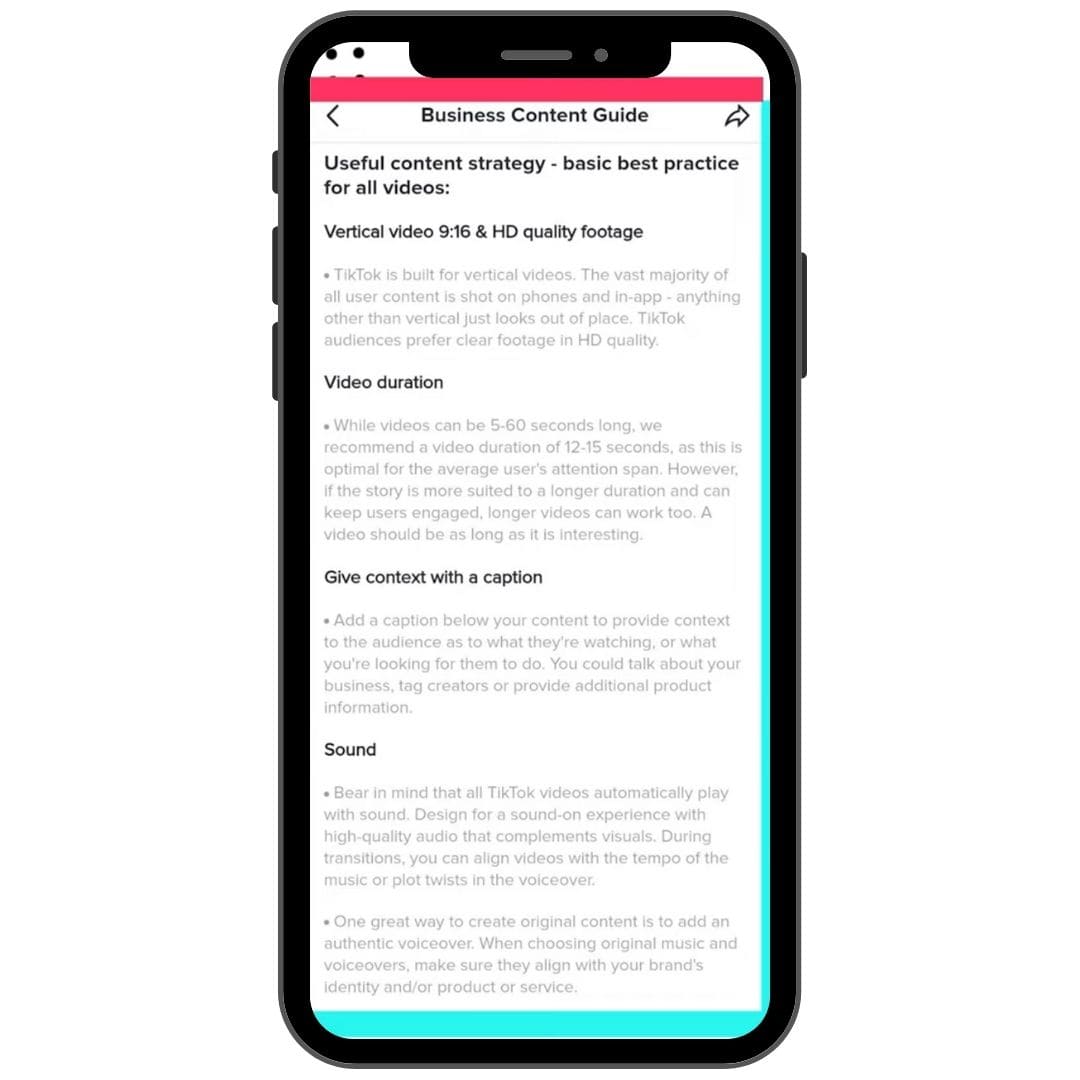 Business Content Guide
Useful content strategy - basic best practice
for all videos:
Vertical video 9:16 & HD quality footage
• TikTok is built for vertical videos. The vast majority of
all user content is shot on phones and in-app - anything
other than vertical just looks out of place. TikTok
audiences prefer clear footage in HD quality.
Video duration
• While videos can be 5-60 seconds long, we
recommend a video duration of 12-15 seconds, as this is
optimal for the average user's attention span. However,
if the story is more suited to a longer duration and can
keep users engaged, longer videos can work too. A
video should be as long as it is interesting.
Give context with a caption
• Add a caption below your content to provide context
to the audience as to what they're watching, or what
you're looking for them to do. You could talk about your
business, tag creators or provide additional product
information.
Sound
• Bear in mind that all TikTok videos automatically play
with sound. Design for a sound-on experience with
high-quality audio that complements visuals. During
transitions, you can align videos with the tempo of the
music or plot twists in the voiceover.
• One great way to create original content is to add an
authentic voiceover. When choosing original music and
voiceovers, make sure they align with your brand's
identity and/or product or service.